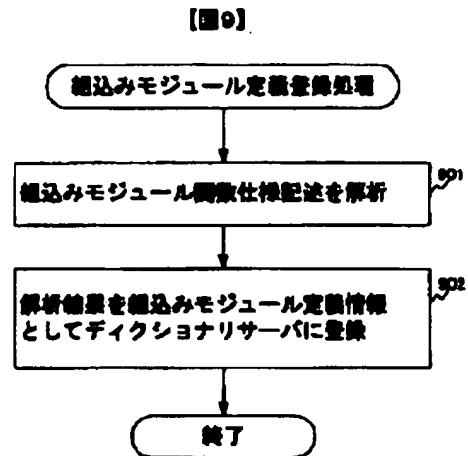 【図9】
組込みモジュール定義登録処理
組込みモジュール関数仕様記述を解析
901
解析結果を組込みモジュール定義情報
902
としてディクショナリサーバに登録
終了